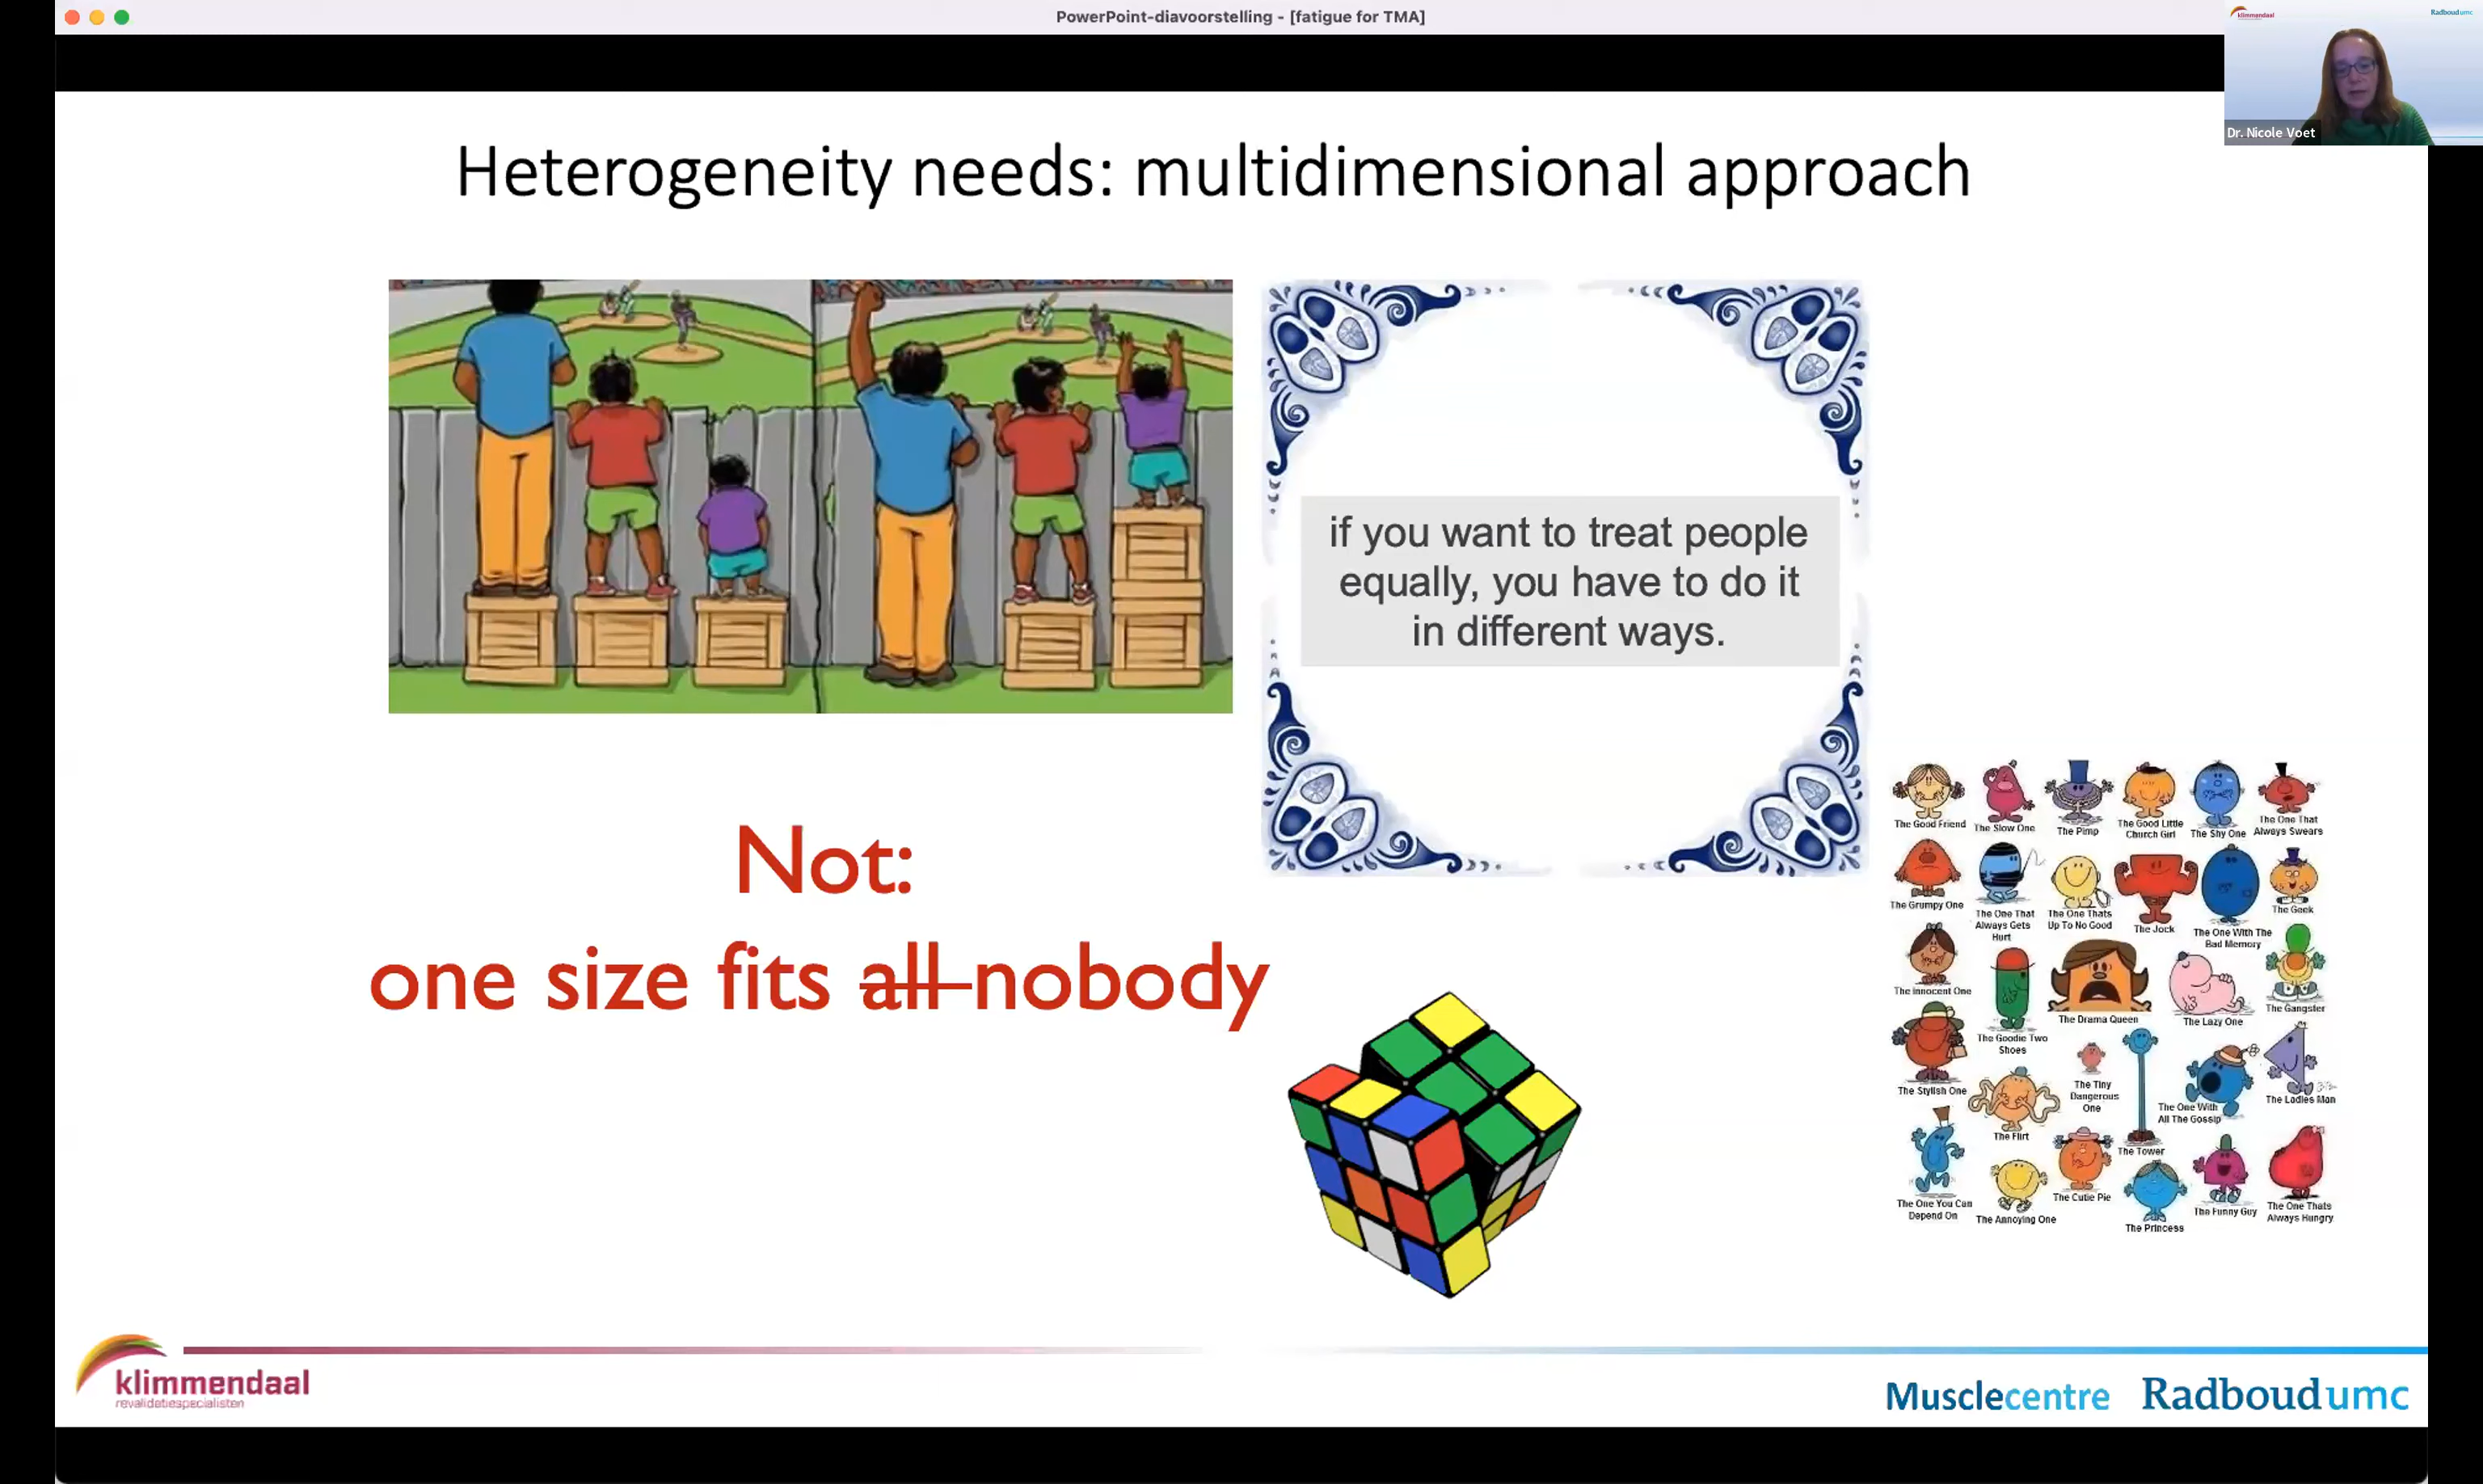 PowerPoint-diavoorstelling - [fatigue for TMA]
klimmendaal
Radboudumc
Dr. Nicole Voet
Heterogeneity needs: multidimensional approach
if you want to treat people
equally, you have to do it
in different ways.
Not:
one size fits all nobody
The Good Friend
The Slow One
The Pimp
The Good Little
Church Girl
The Shy One
The One That
Always Swears
The Grumpy One
The One That
Always Gets
Hurt
The One Thats
Up To No Good
The Jock
The One With The
Bad Memory
The Geek
The Innocent One
The Goodie Two
Shoes
The Drama Queen
The Lazy One
The Gangster
The Stylish One
The Flirt
The Tiny
Dangerous
One
The Tower
The One With
All The Gossip
The Ladies Man
The One You Can
Depend On
The Annoying One
The Cutie Pie
The Princess
The Funny Guy
The One Thats
Always Hungry
klimmendaal
revalidatiespecialisten
Musclecentre Radboudumc